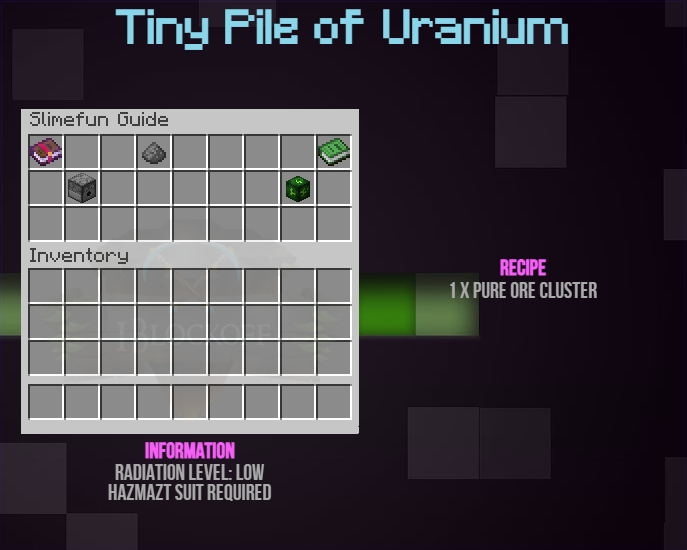 Tiny Pile of Uranium
Slimefun Guide
Inventory
RECIPE
1 X PURE ORE CLUSTER
INFORMATION
RADIATION LEVEL: LOW
HAZMAZT SUIT REQUIRED